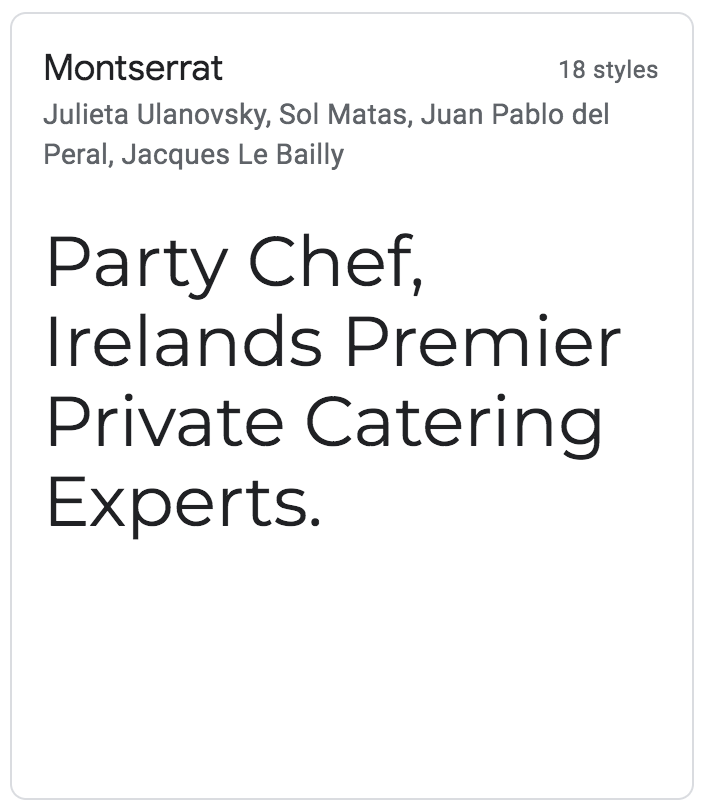 Montserrat
18 styles
Julieta Ulanovsky, Sol Matas, Juan Pablo del
Peral, Jacques Le Bailly
Party Chef,
Irelands Premier
Private Catering
Experts.